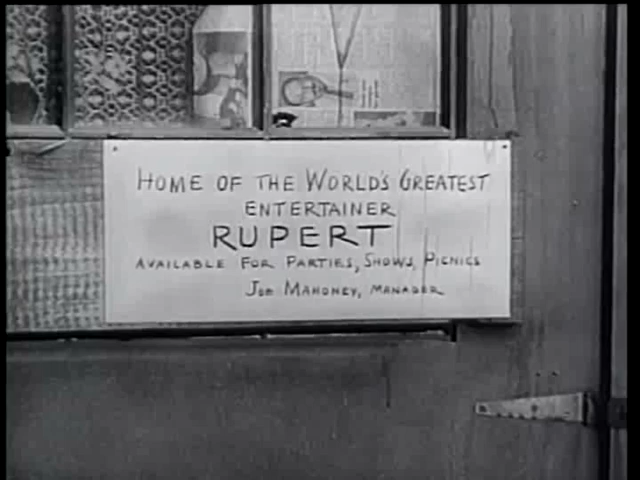 HOME OF THE WORLD'S GREATEST
ENTERTAINER
RUPERT
AVAILABLE FOR PARTIES, SHOWS, PICNICS
JOE MAHONEY, MANAGER